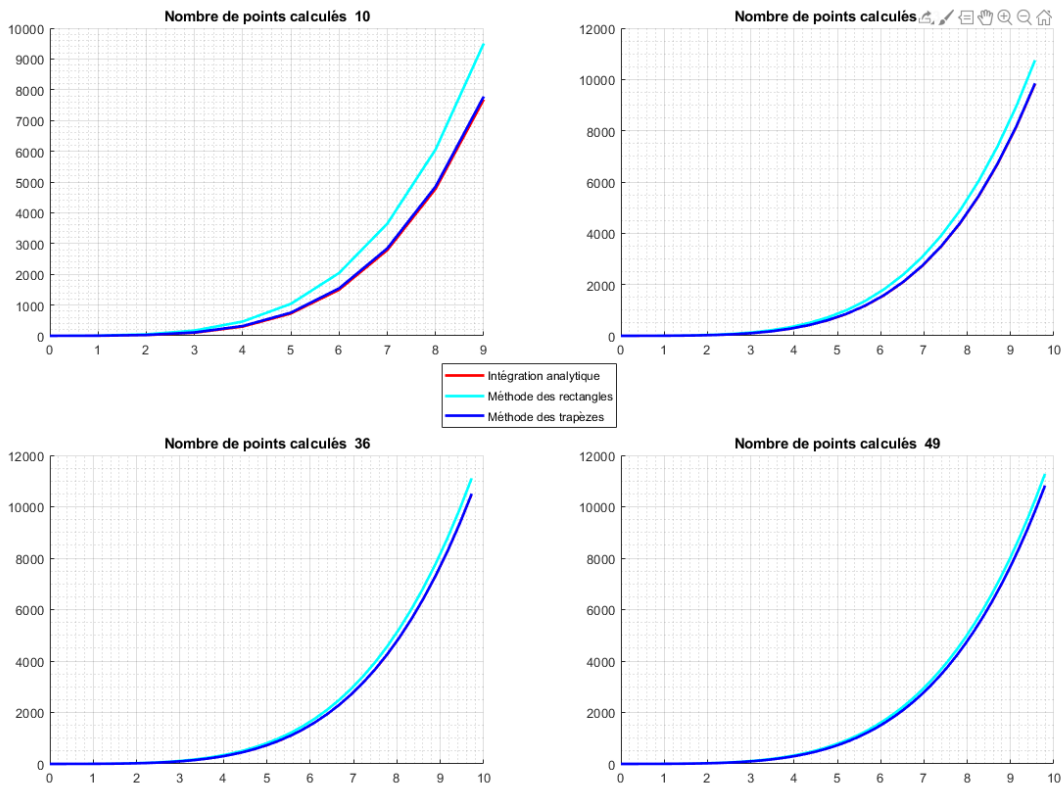 Nombre de points calculés 10
10000
9000
8000
7000
6000
5000
4000
3000
2000
1000
0
0 1 2 3 4 5 6 7 8 9
Nombre de points calculés
12000
10000
8000
6000
4000
2000
0
0 1 2 3 4 5 6 7 8 9 10
Intégration analytique
Méthode des rectangles
Méthode des trapèzes
Nombre de points calculés 36
12000
10000
8000
6000
4000
2000
0
0 1 2 3 4 5 6 7 8 9 10
Nombre de points calculés 49
12000
10000
8000
6000
4000
2000
0
0 1 2 3 4 5 6 7 8 9 10